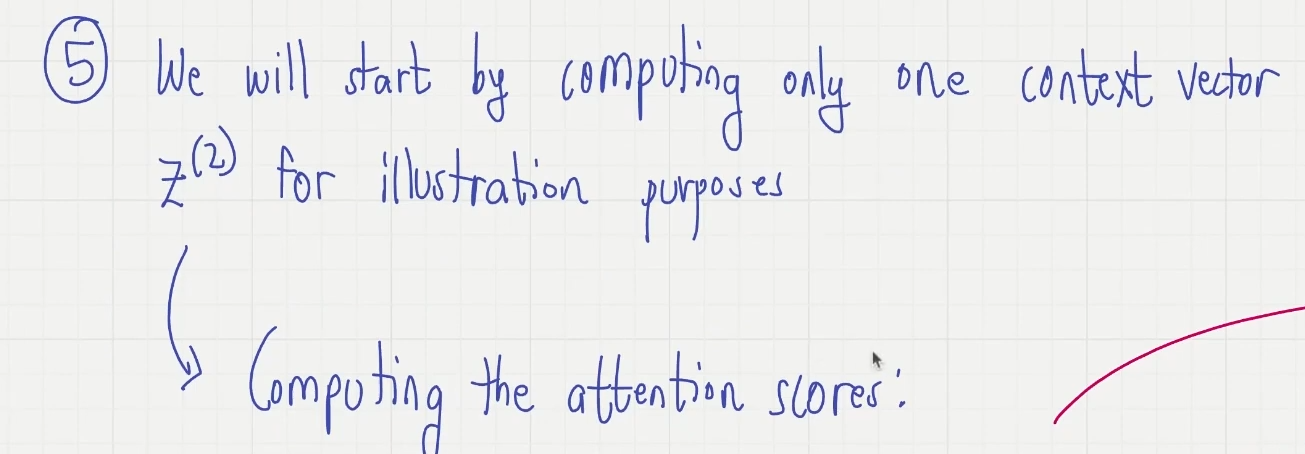 ⑤ We will start by computing only one context vector
z⁽²⁾ for illustration purposes
Computing the attention scores: